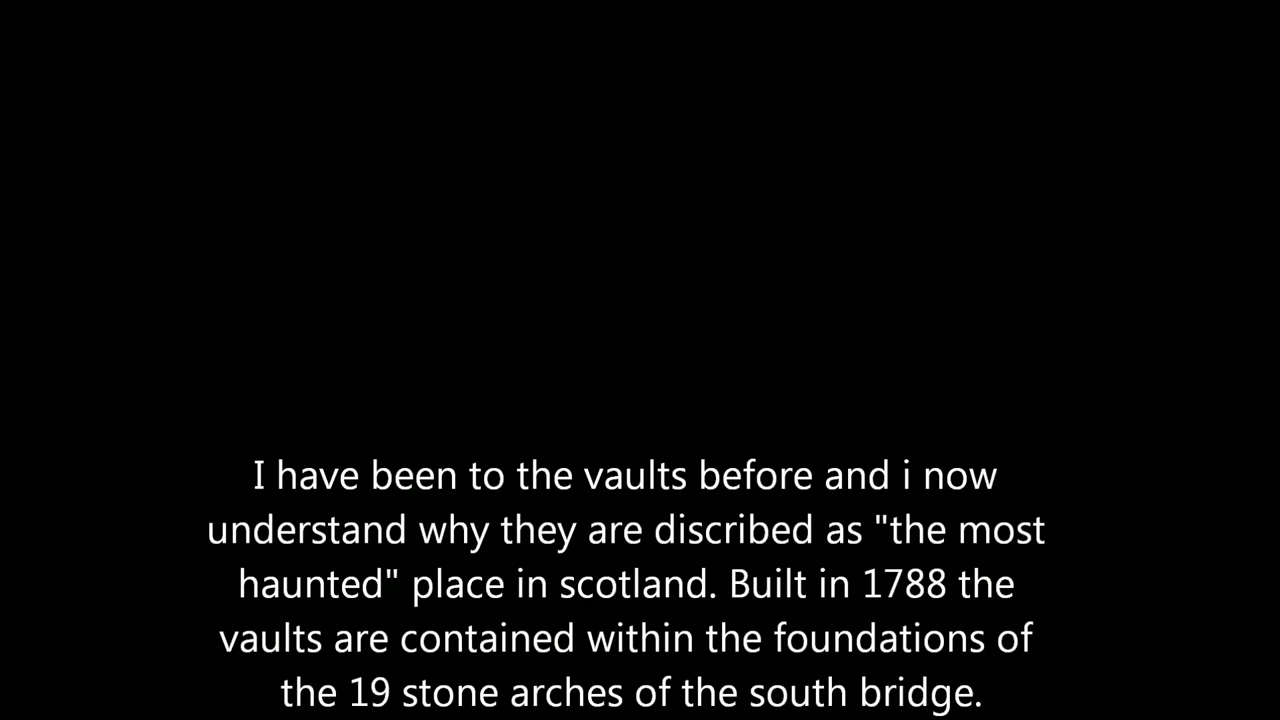 I have been to the vaults before and i now
understand why they are discribed as "the most
haunted" place in scotland. Built in 1788 the
vaults are contained within the foundations of
the 19 stone arches of the south bridge.